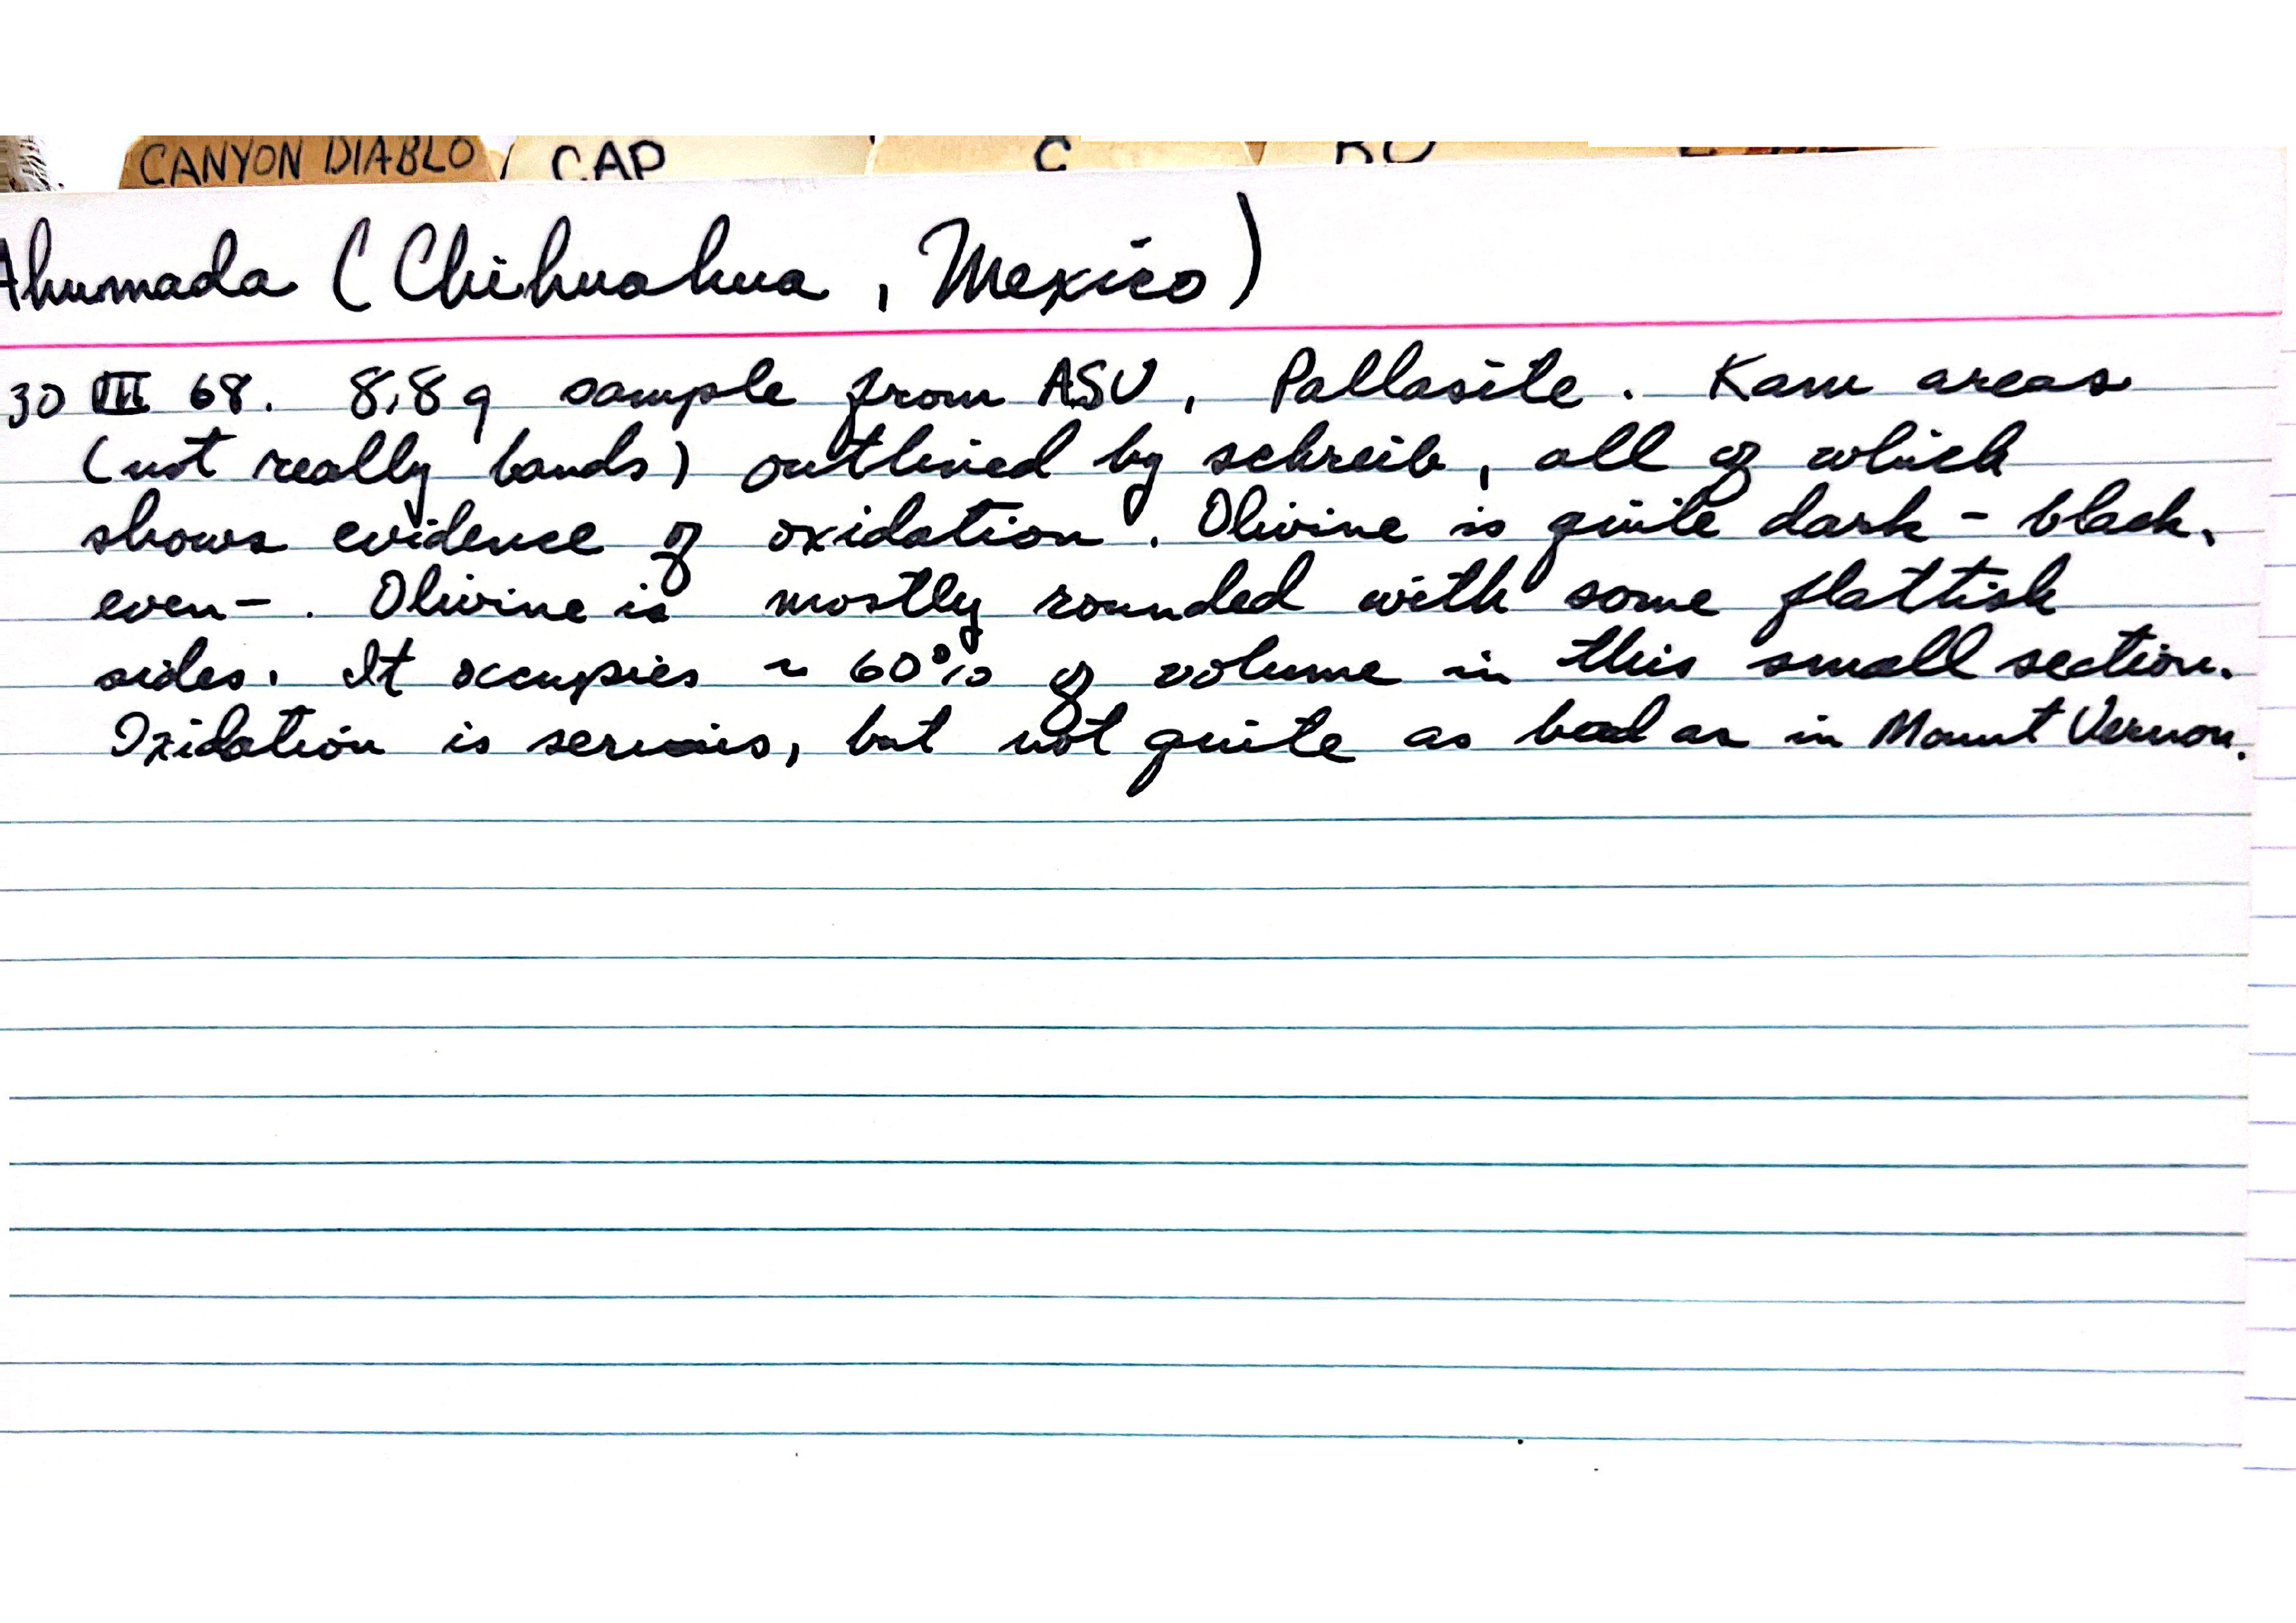 CANYON DIABLO CAP C
Ahumada (Chihuahua, Mexico)
30 III 68. 8.8 g sample from ASU, Pallasite. Kam areas
(not really bands) outlined by schreib, all of which
shows evidence of oxidation. Olivine is quite dark - black,
even-. Olivine is mostly rounded with some flattish
sides. It occupies ~ 60% of volume in this small section.
Oxidation is serious, but not quite as bad as in Mount Vernon.